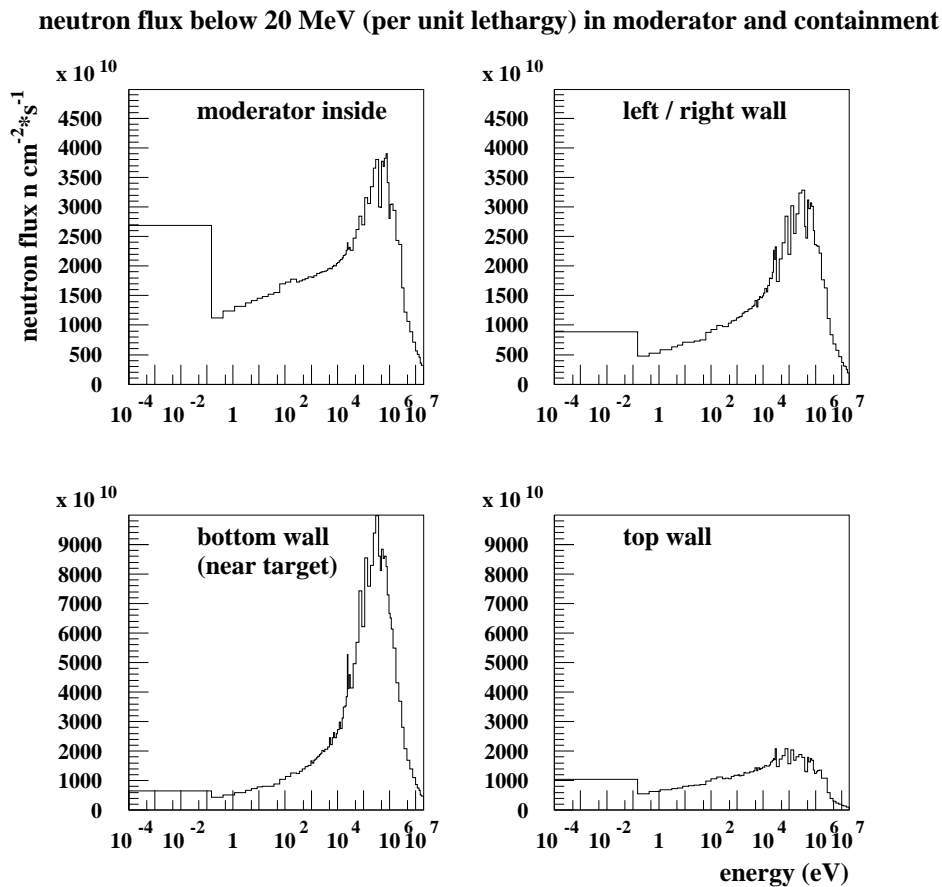 neutron flux below 20 MeV (per unit lethargy) in moderator and containment
x 10 10
x 10 10
neutron flux n cm-2*s-1
moderator inside
left / right wall
4500
4000
3500
3000
2500
2000
1500
1000
500
0
4500
4000
3500
3000
2500
2000
1500
1000
500
0
10 -4 10 -2 1 10 2 10 4 10 6 10 7
10 -4 10 -2 1 10 2 10 4 10 6 10 7
x 10 10
x 10 10
bottom wall
(near target)
top wall
9000
8000
7000
6000
5000
4000
3000
2000
1000
0
9000
8000
7000
6000
5000
4000
3000
2000
1000
0
10 -4 10 -2 1 10 2 10 4 10 6 10 7
10 -4 10 -2 1 10 2 10 4 10 6 10 7
energy (eV)